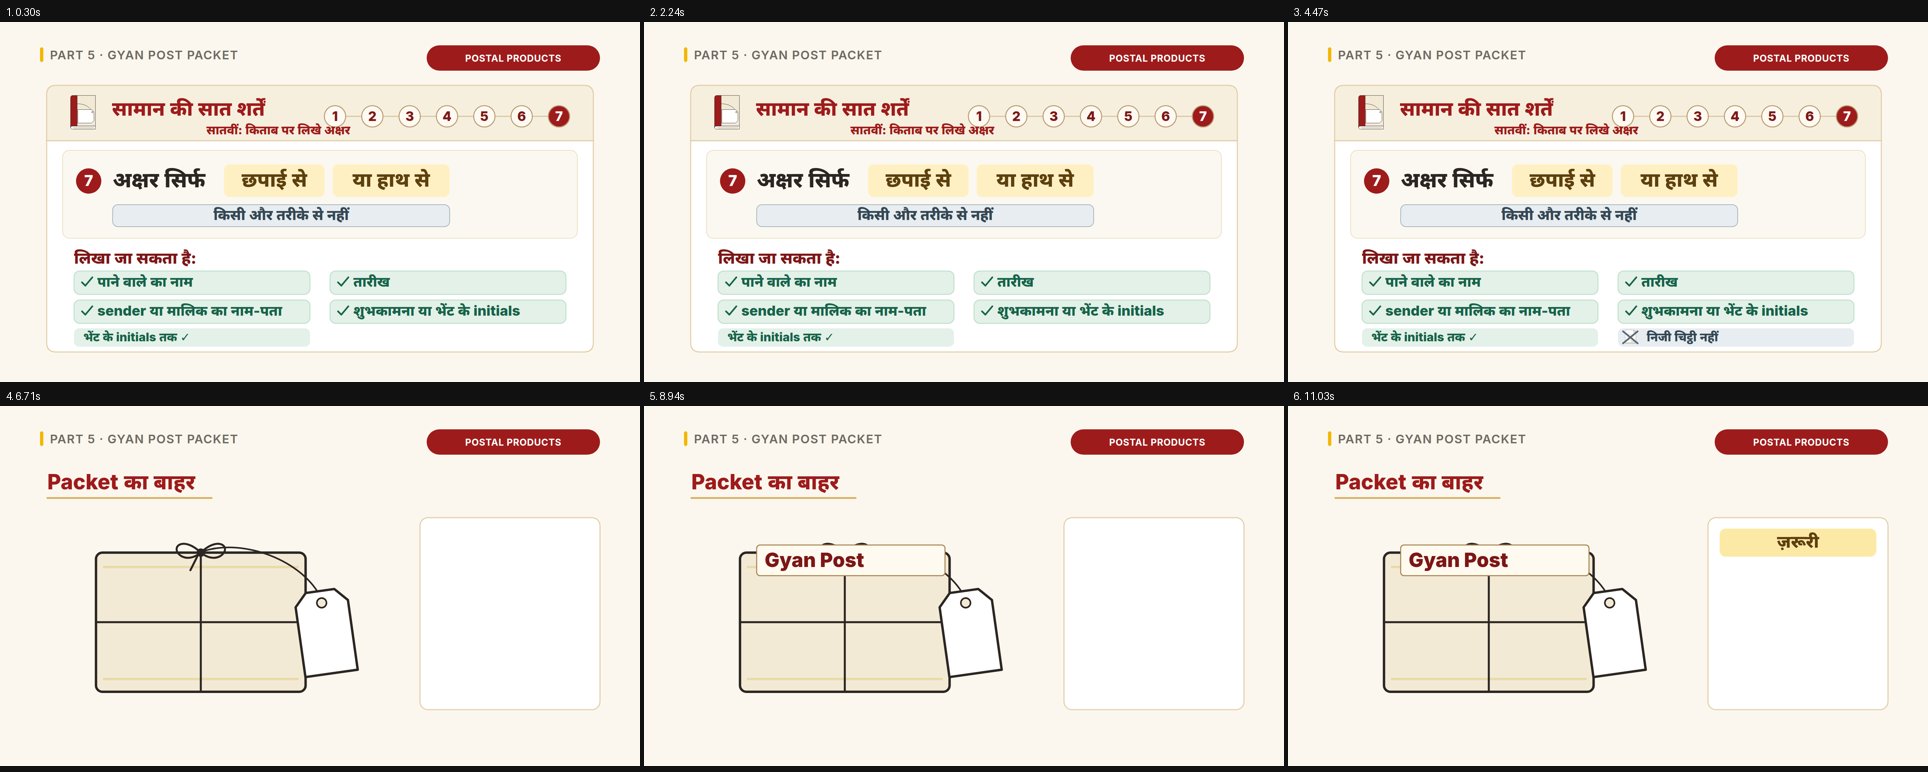 1. 0.30s
PART 5 · GYAN POST PACKET
POSTAL PRODUCTS
सामान की सात शर्तें
1 2 3 4 5 6 7
सातवीं: किताब पर लिखे अक्षर
7 अक्षर सिर्फ छपाई से या हाथ से
किसी और तरीके से नहीं
लिखा जा सकता है:
✓ पाने वाले का नाम ✓ तारीख
✓ sender या मालिक का नाम-पता ✓ शुभकामना या भेंट के initials
भेंट के initials तक ✓
2. 2.24s
PART 5 · GYAN POST PACKET
POSTAL PRODUCTS
सामान की सात शर्तें
1 2 3 4 5 6 7
सातवीं: किताब पर लिखे अक्षर
7 अक्षर सिर्फ छपाई से या हाथ से
किसी और तरीके से नहीं
लिखा जा सकता है:
✓ पाने वाले का नाम ✓ तारीख
✓ sender या मालिक का नाम-पता ✓ शुभकामना या भेंट के initials
भेंट के initials तक ✓
3. 4.47s
PART 5 · GYAN POST PACKET
POSTAL PRODUCTS
सामान की सात शर्तें
1 2 3 4 5 6 7
सातवीं: किताब पर लिखे अक्षर
7 अक्षर सिर्फ छपाई से या हाथ से
किसी और तरीके से नहीं
लिखा जा सकता है:
✓ पाने वाले का नाम ✓ तारीख
✓ sender या मालिक का नाम-पता ✓ शुभकामना या भेंट के initials
भेंट के initials तक ✓ निजी चिट्ठी नहीं
4. 6.71s
PART 5 · GYAN POST PACKET
POSTAL PRODUCTS
Packet का बाहर
5. 8.94s
PART 5 · GYAN POST PACKET
POSTAL PRODUCTS
Packet का बाहर
Gyan Post
6. 11.03s
PART 5 · GYAN POST PACKET
POSTAL PRODUCTS
Packet का बाहर
Gyan Post
ज़रूरी